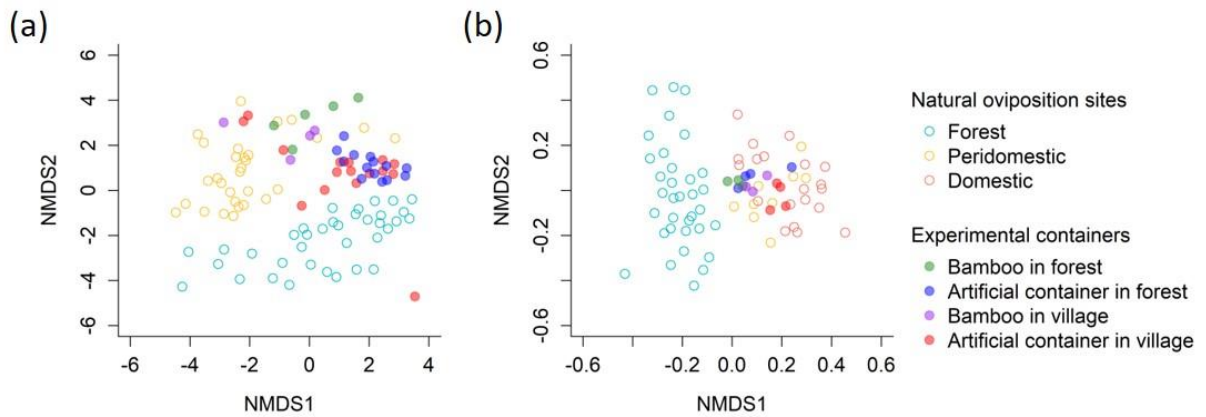 (a)
6
4
2
0
-2
-4
-6
NMDS2
-6
-4
-2
0
2
4
NMDS1
(b)
0.6
0.2
-0.2
-0.6
NMDS2
-0.6
-0.2
0.0
0.2
0.4
0.6
NMDS1
Natural oviposition sites
Forest
Peridomestic
Domestic
Experimental containers
Bamboo in forest
Artificial container in forest
Bamboo in village
Artificial container in village